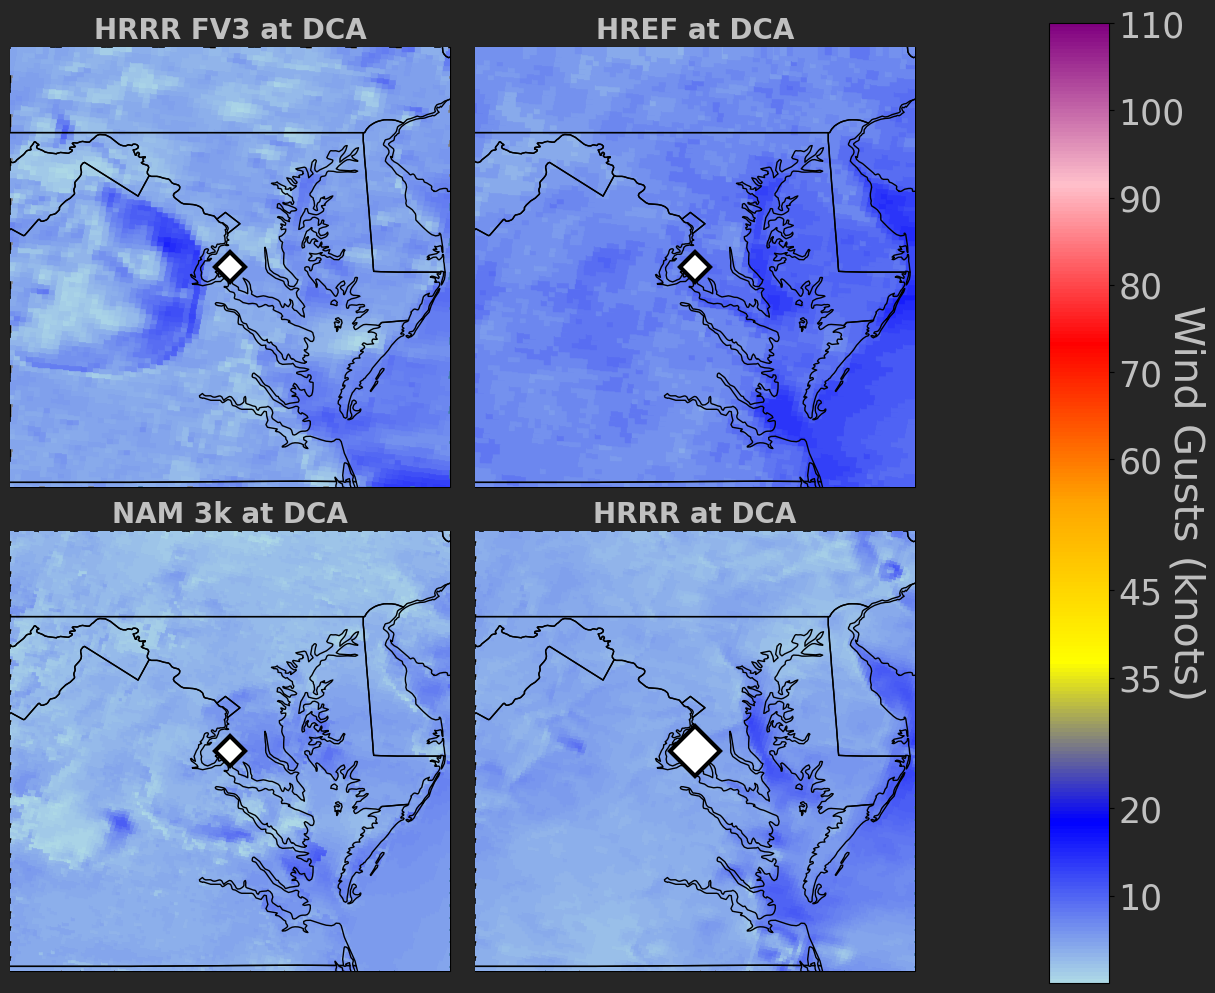 HRRR FV3 at DCA
HREF at DCA
NAM 3k at DCA
HRRR at DCA
110
100
90
80
70
60
45
35
20
10
Wind Gusts (knots)